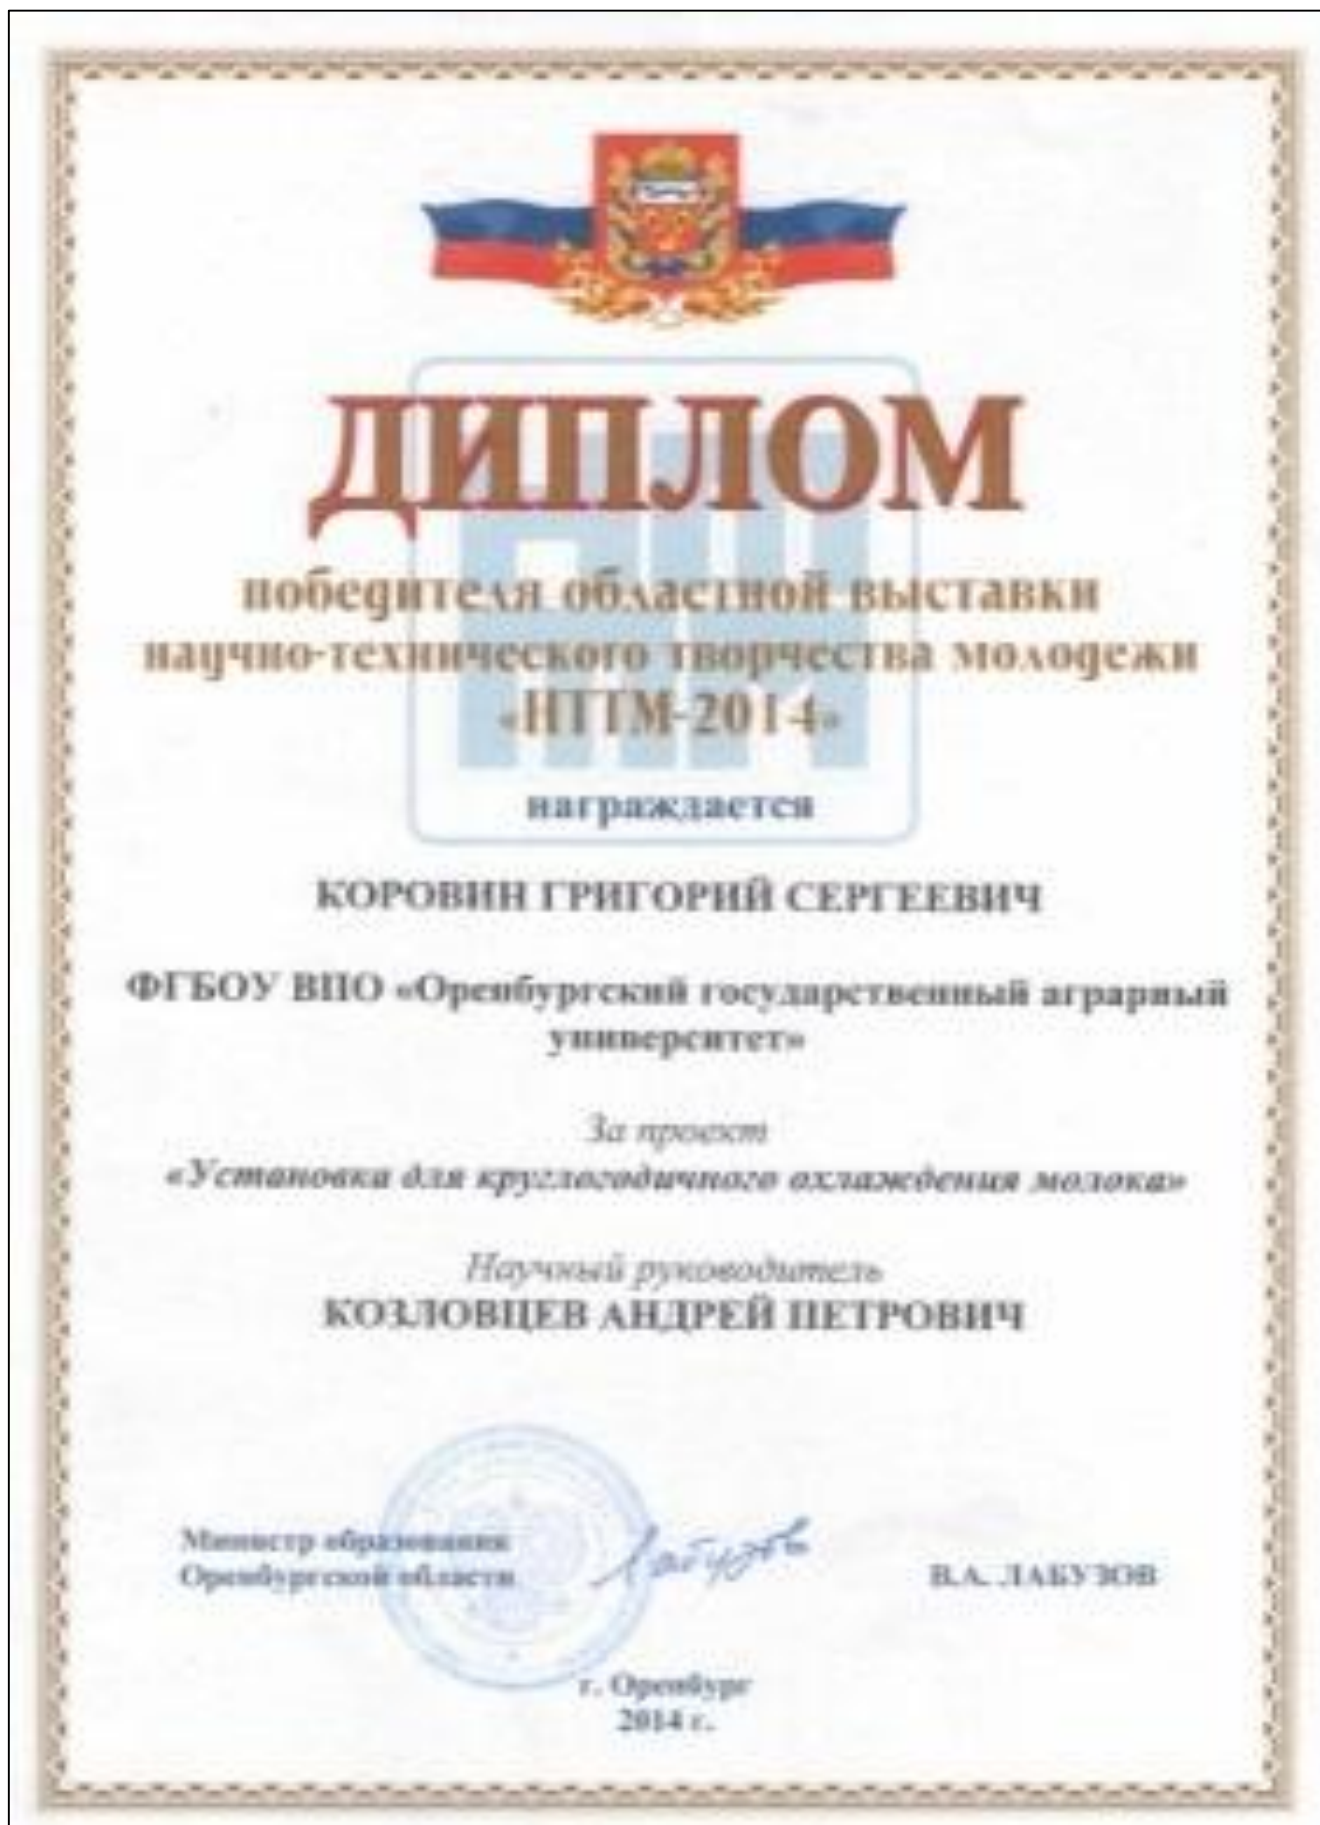 ДИПЛОМ
победителя областной выставки
научно-технического творчества молодежи
«НТТМ-2014»
награждается
КОРОВИН ГРИГОРИЙ СЕРГЕЕВИЧ
ФГБОУ ВПО «Оренбургский государственный аграрный
университет»
За проект
«Установка для круглогодичного охлаждения молока»
Научный руководитель
КОЗЛОВЦЕВ АНДРЕЙ ПЕТРОВИЧ
Министр образования
Оренбургской области
В.А. ЛАБУЗОВ
г. Оренбург
2014 г.